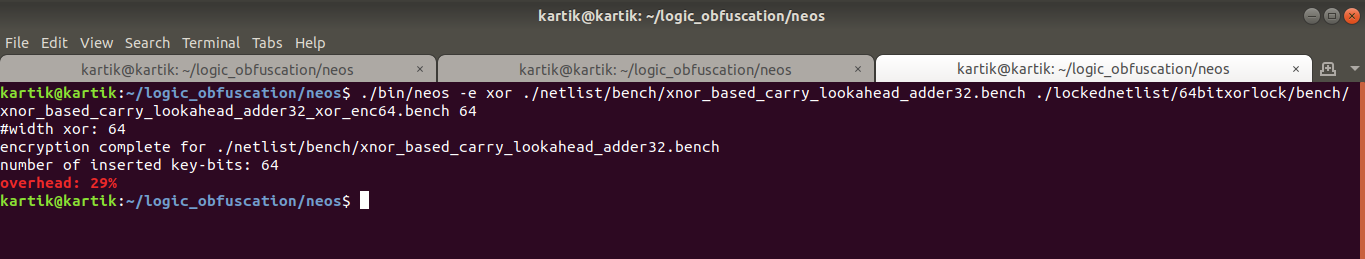 kartik@kartik: ~/logic_obfuscation/neos
File Edit View Search Terminal Tabs Help
kartik@kartik: ~/logic_obfuscation/neos × kartik@kartik: ~/logic_obfuscation/neos × kartik@kartik: ~/logic_obfuscation/neos ×
kartik@kartik:~/logic_obfuscation/neos$ ./bin/neos -e xor ./netlist/bench/xnor_based_carry_lookahead_adder32.bench ./lockednetlist/64bitxorlock/bench/
xnor_based_carry_lookahead_adder32_xor_enc64.bench 64
#width xor: 64
encryption complete for ./netlist/bench/xnor_based_carry_lookahead_adder32.bench
number of inserted key-bits: 64
overhead: 29%
kartik@kartik:~/logic_obfuscation/neos$